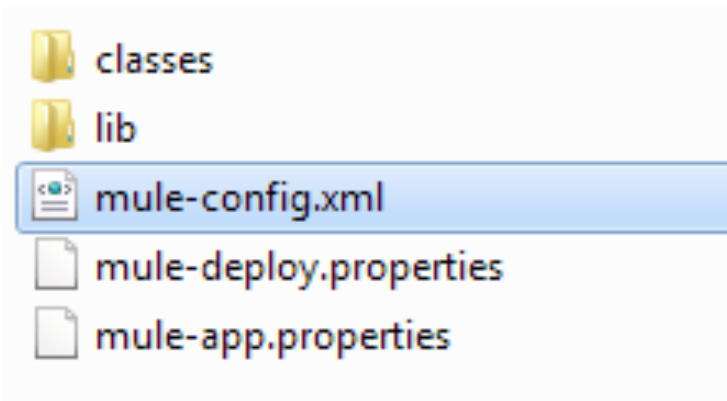 classes
lib
mule-config.xml
mule-deploy.properties
mule-app.properties